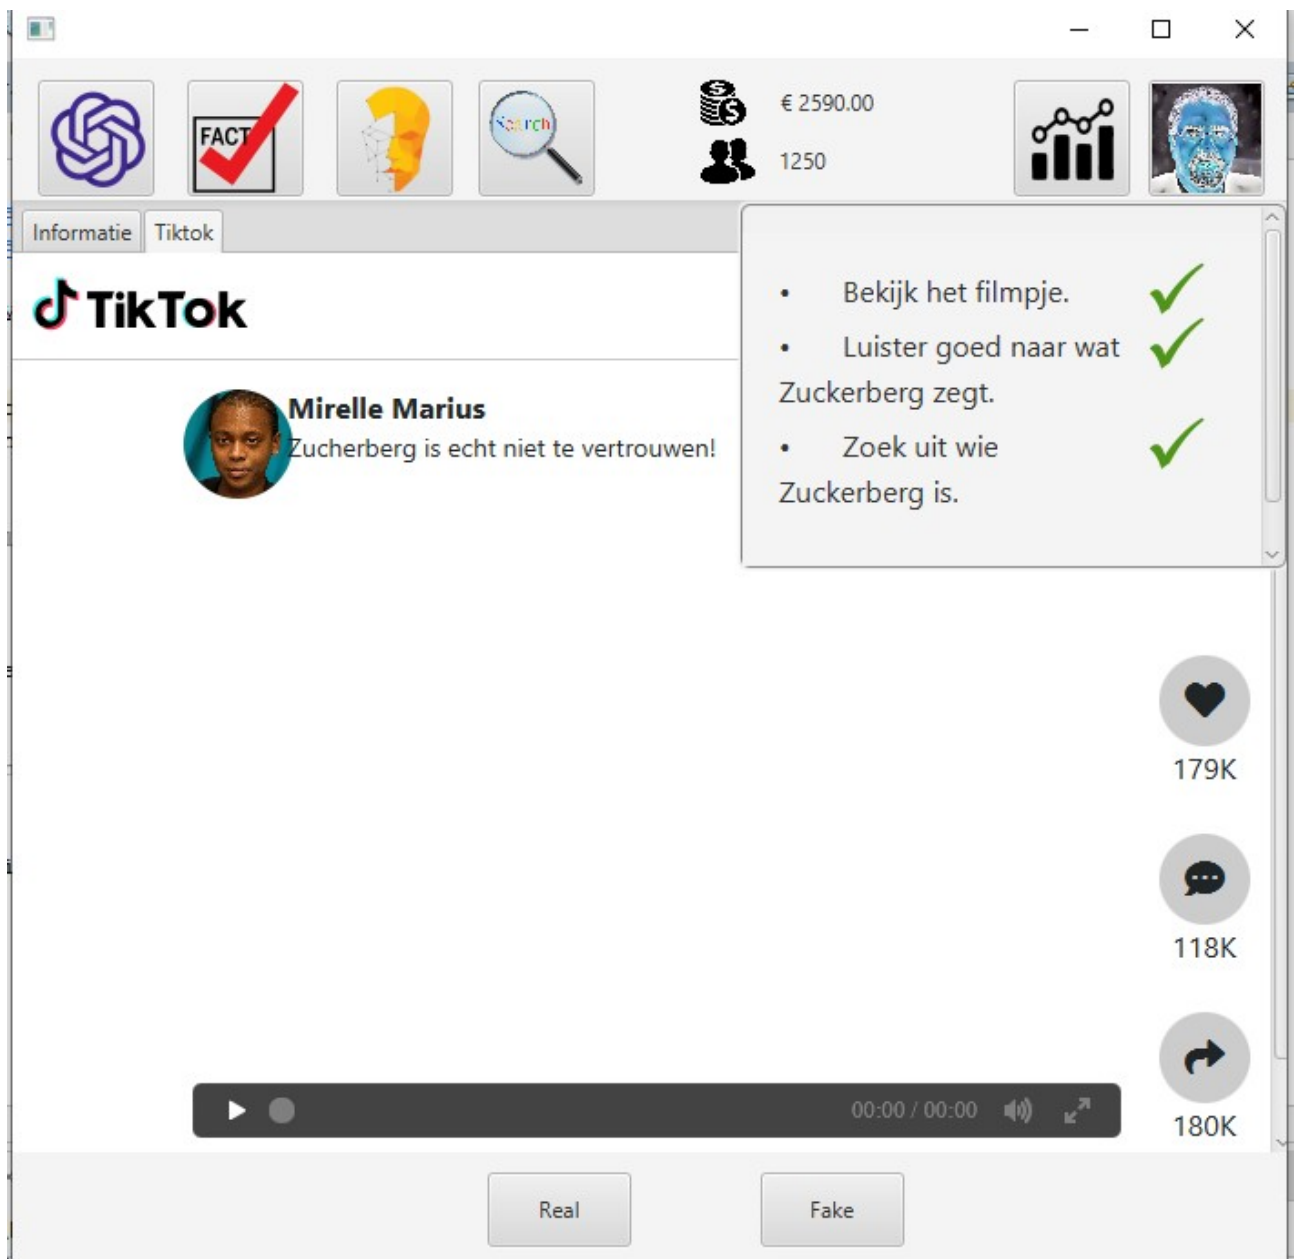 FACT
Search
€ 2590.00
1250
Informatie
Tiktok
TikTok
• Bekijk het filmpje.
• Luister goed naar wat
Zuckerberg zegt.
• Zoek uit wie
Zuckerberg is.
Mirelle Marius
Zucherberg is echt niet te vertrouwen!
179K
118K
180K
00:00 / 00:00
Real
Fake